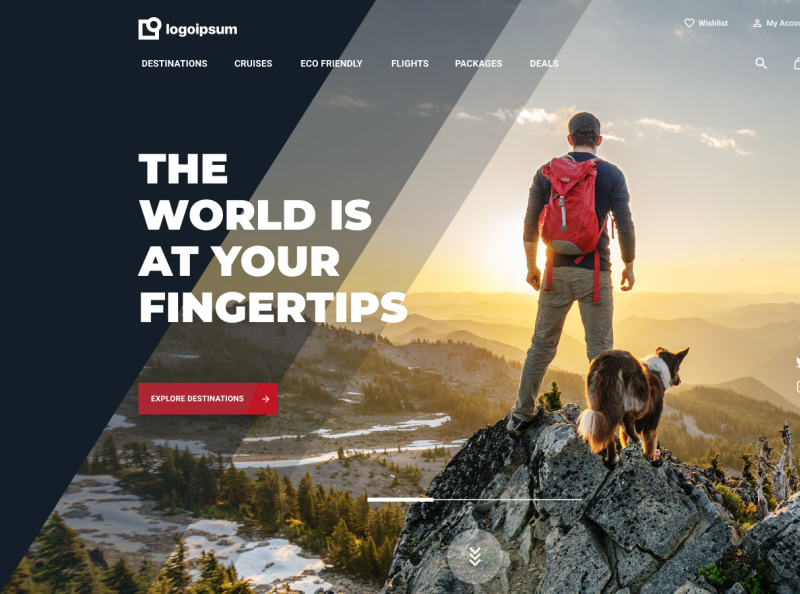 logoipsum
Wishlist
My Accou
DESTINATIONS CRUISES ECO FRIENDLY FLIGHTS PACKAGES DEALS
THE
WORLD IS
AT YOUR
FINGERTIPS
EXPLORE DESTINATIONS